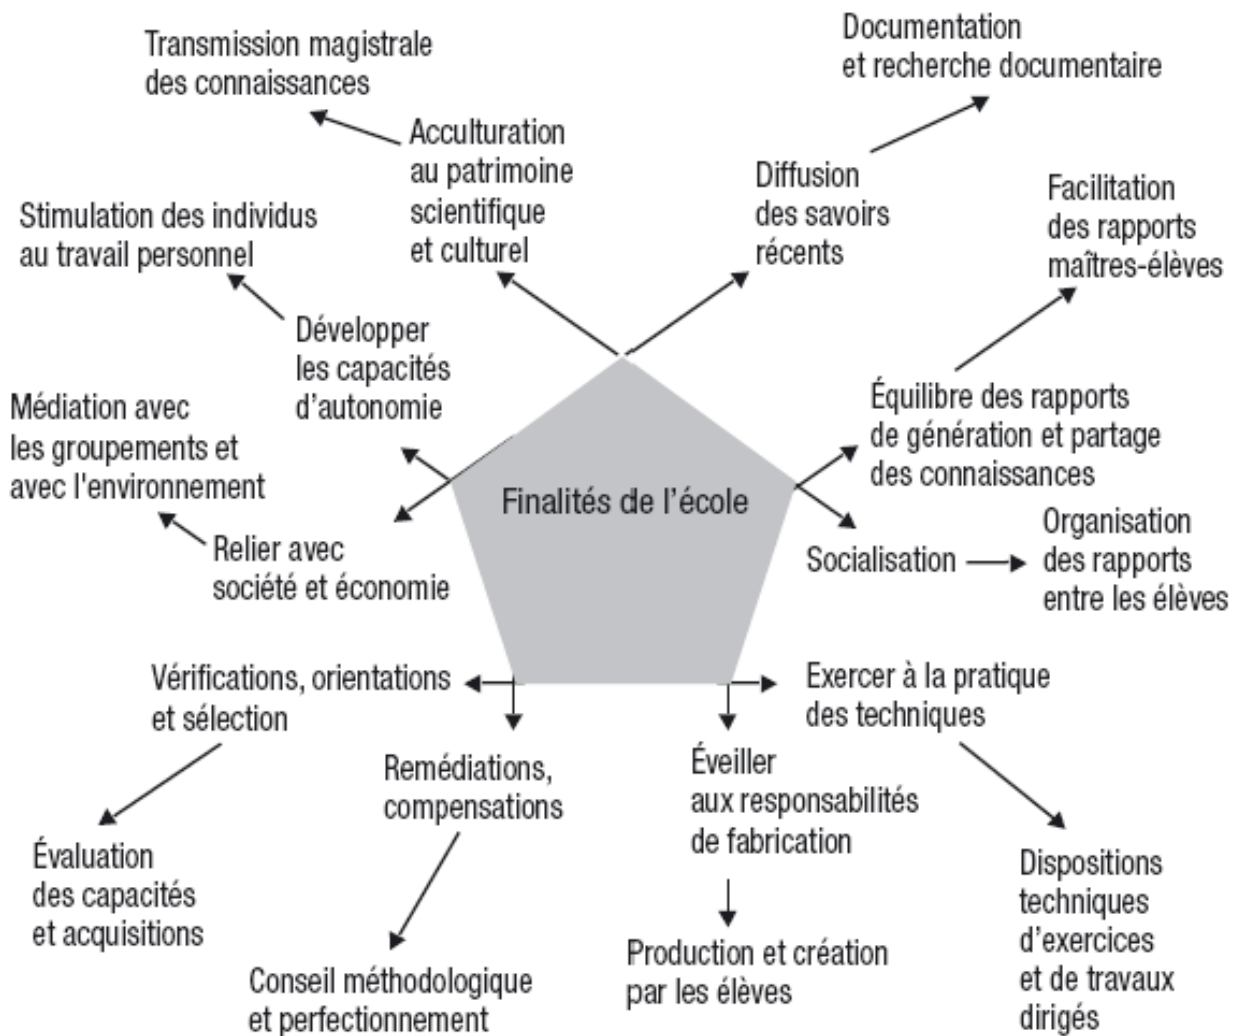 Transmission magistrale
des connaissances
Documentation
et recherche documentaire
Acculturation
au patrimoine
scientifique
et culturel
Diffusion
des savoirs
récents
Facilitation
des rapports
maîtres-élèves
Stimulation des individus
au travail personnel
Développer
les capacités
d'autonomie
Équilibre des rapports
de génération et partage
des connaissances
Médiation avec
les groupements et
avec l'environnement
Finalités de l'école
Relier avec
société et économie
Socialisation
Organisation
des rapports
entre les élèves
Vérifications, orientations
et sélection
Exercer à la pratique
des techniques
Remédiations,
compensations
Éveiller
aux responsabilités
de fabrication
Évaluation
des capacités
et acquisitions
Dispositions
techniques
d'exercices
et de travaux
dirigés
Conseil méthodologique
et perfectionnement
Production et création
par les élèves